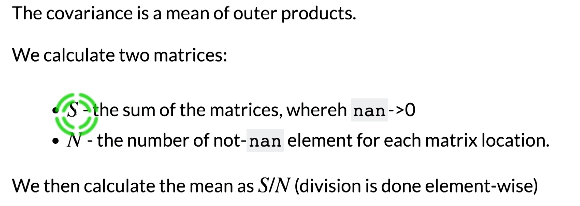 The covariance is a mean of outer products.
We calculate two matrices:
• S - the sum of the matrices, whereh nan->0
• N - the number of not-nan element for each matrix location.
We then calculate the mean as S/N (division is done element-wise)